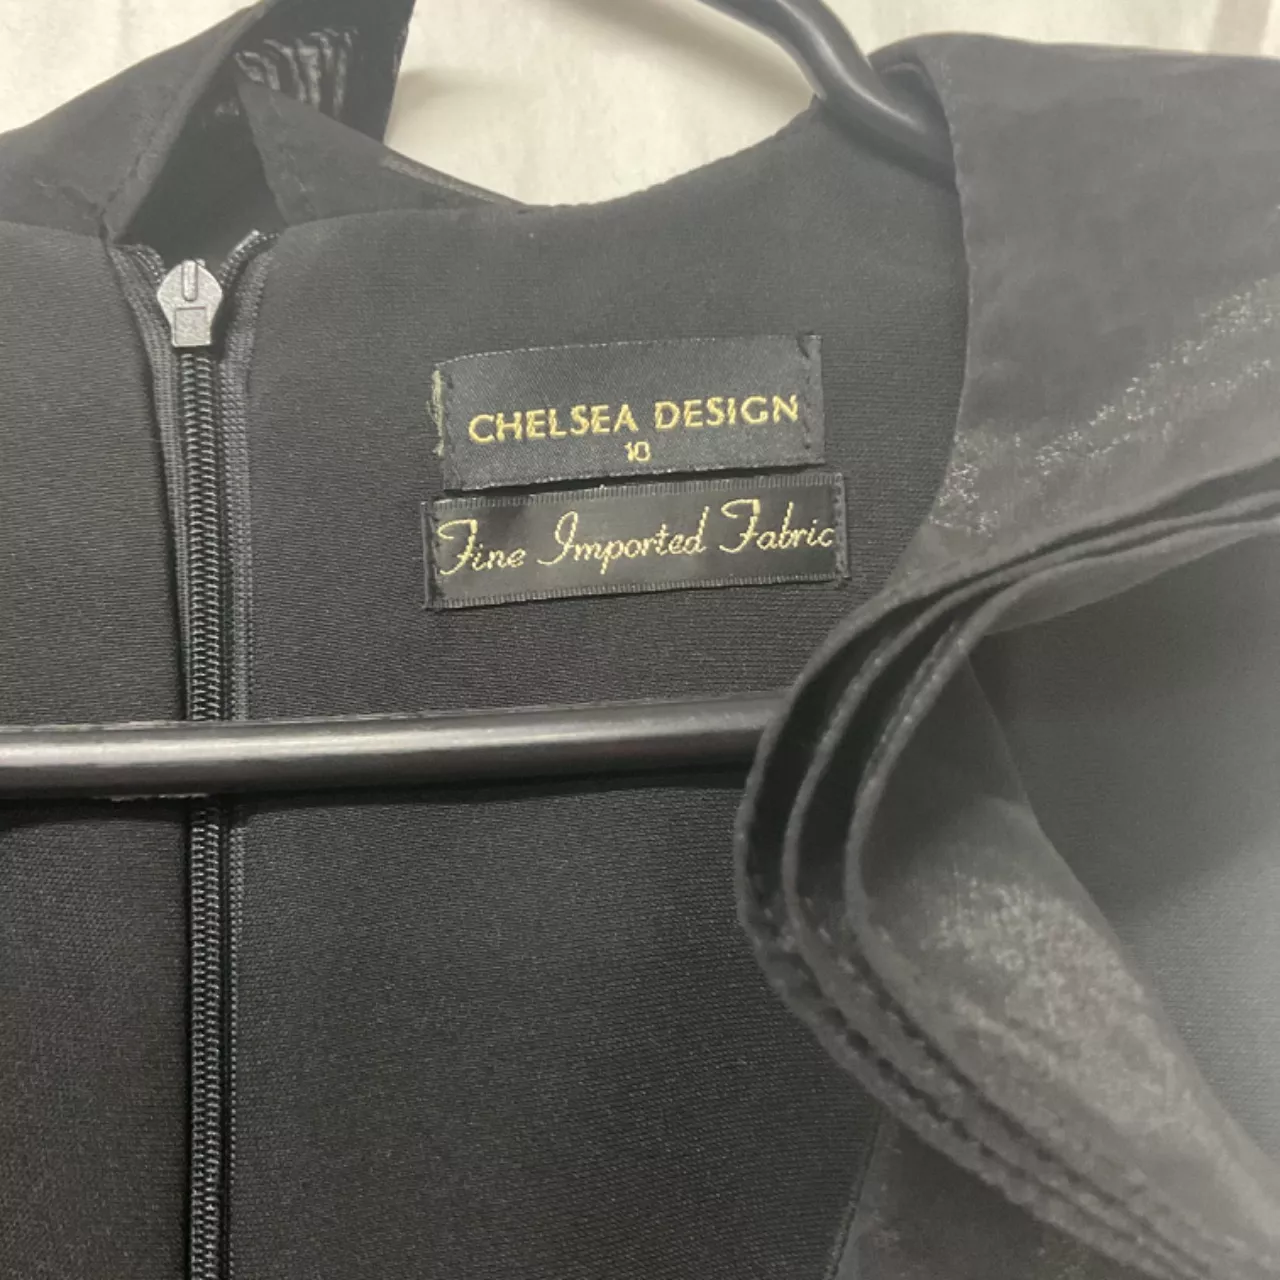 CHELSEA DESIGN
10
Fine Imported Fabric